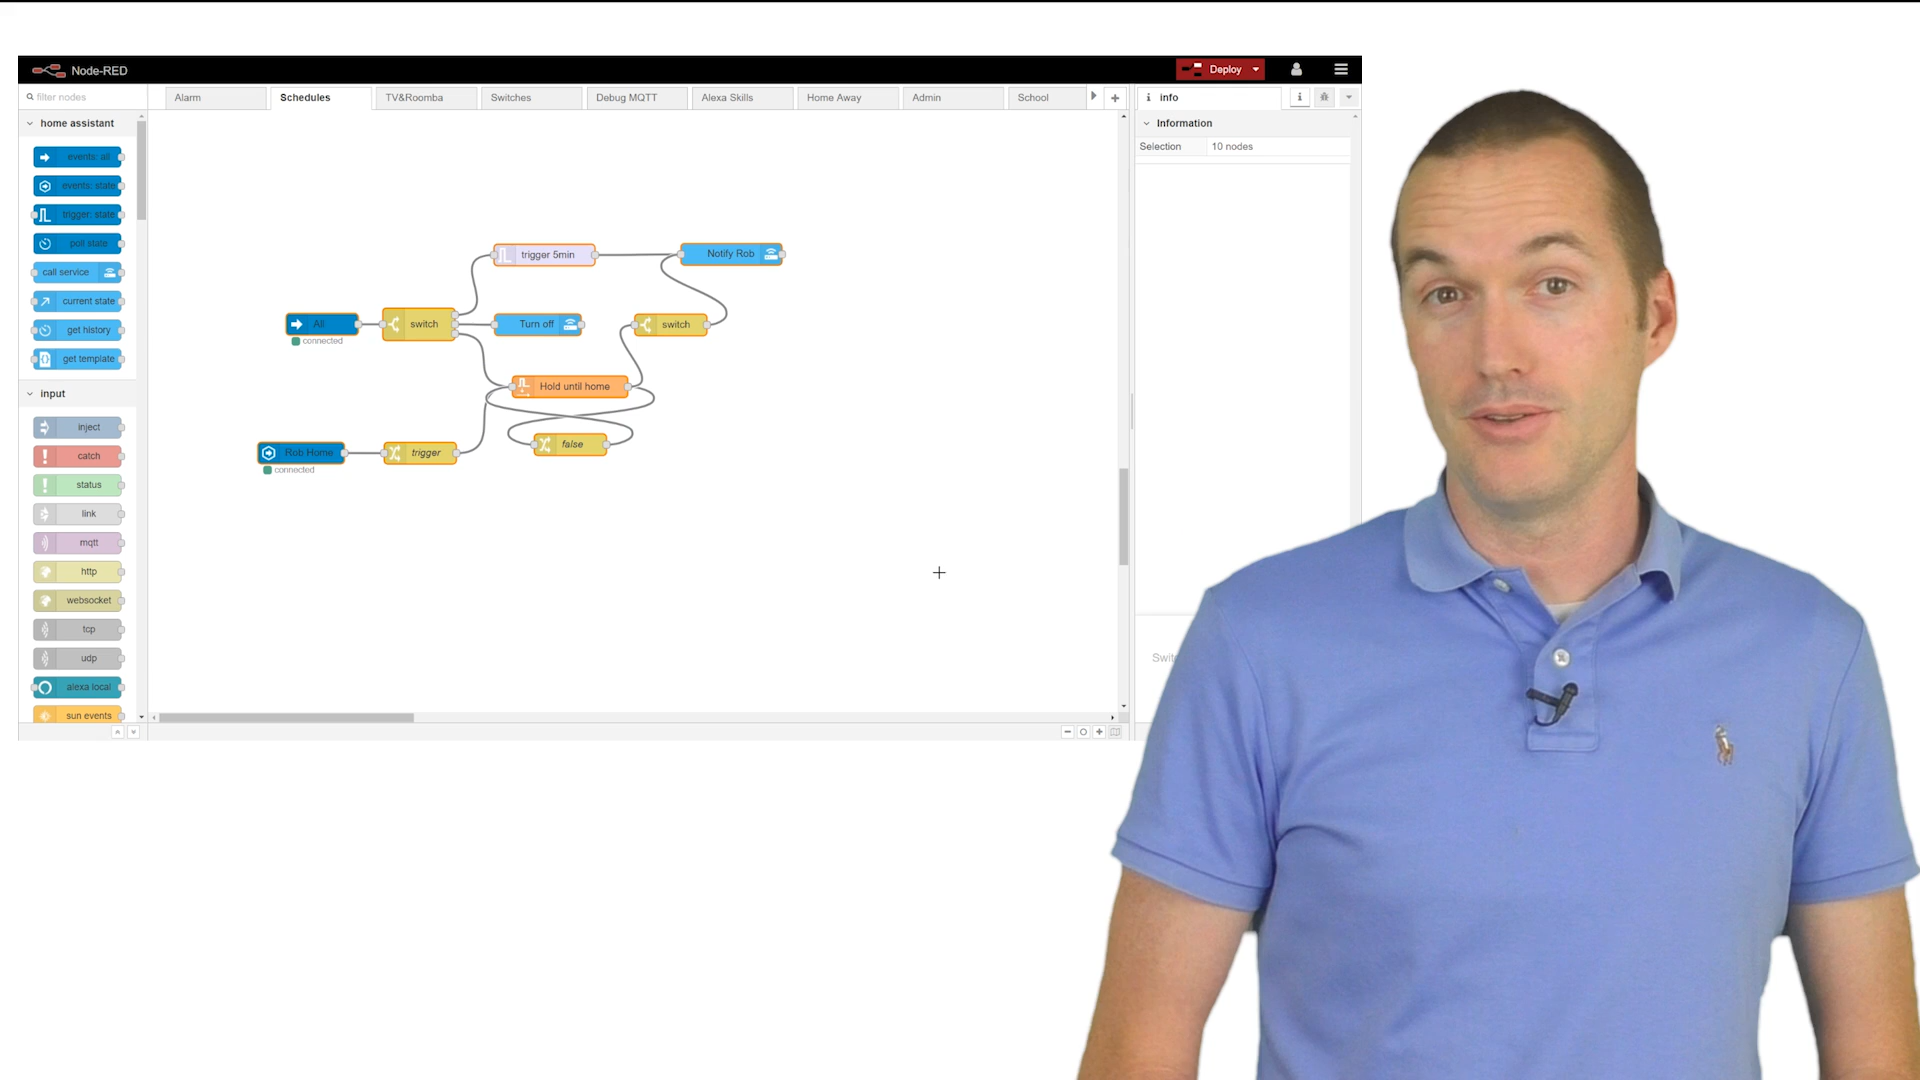 Node-RED
Deploy
filter nodes
Alarm
Schedules
TV&Roomba
Switches
Debug MQTT
Alexa Skills
Home Away
Admin
School
info
home assistant
Information
Selection
10 nodes
events: all
events: state
trigger: state
poll state
call service
current state
get history
get template
input
inject
catch
status
link
mqtt
http
websocket
tcp
udp
alexa local
sun events
trigger 5min
Notify Rob
All
connected
switch
Turn off
switch
Hold until home
false
Rob Home
connected
trigger